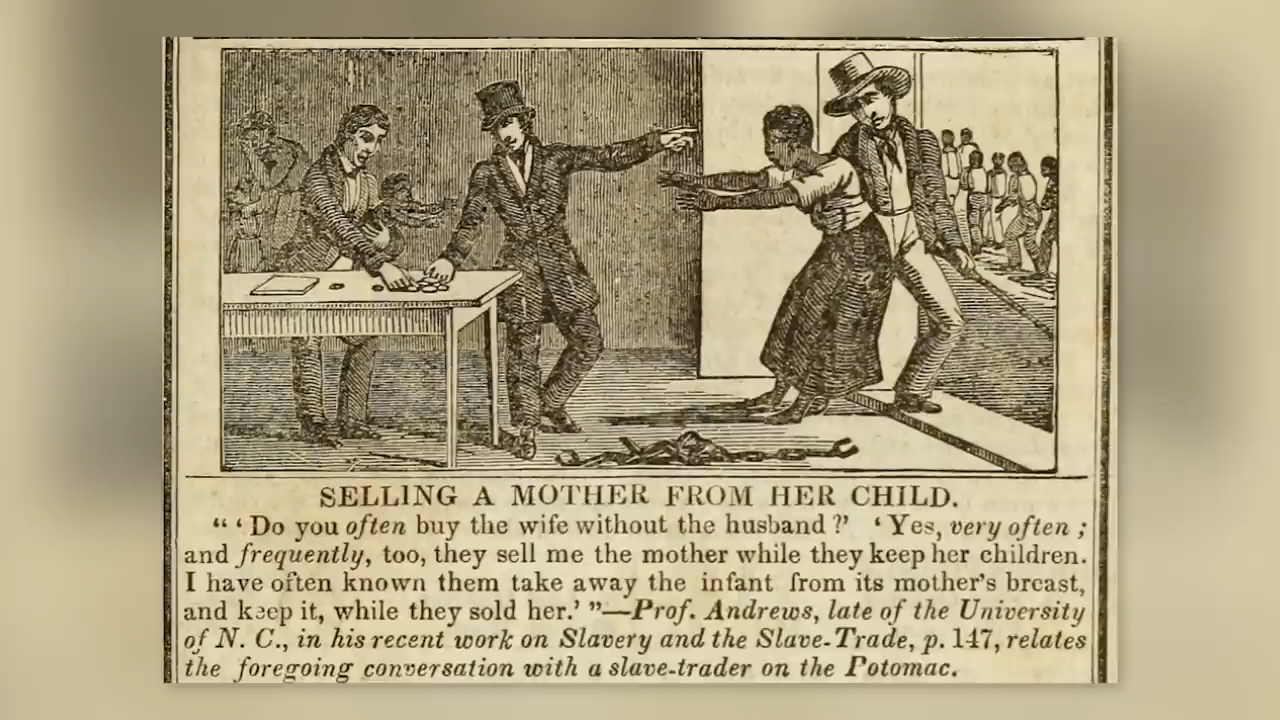 SELLING A MOTHER FROM HER CHILD.
“ ‘ Do you often buy the wife without the husband ?’ ‘ Yes, very often ;
and frequently, too, they sell me the mother while they keep her children.
I have often known them take away the infant from its mother’s breast,
and keep it, while they sold her.’ ”—Prof. Andrews, late of the University
of N. C., in his recent work on Slavery and the Slave-Trade, p. 147, relates
the foregoing conversation with a slave-trader on the Potomac.